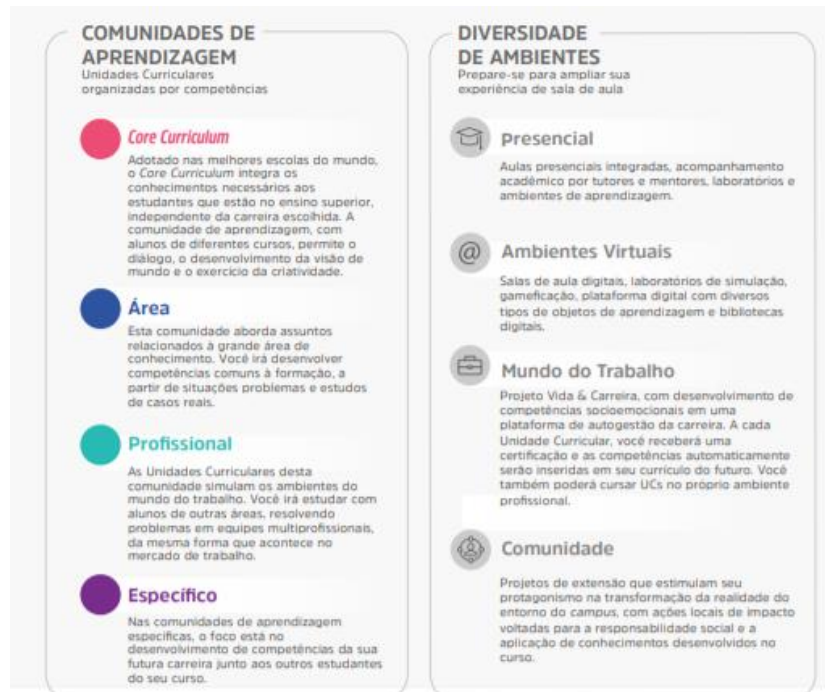 COMUNIDADES DE
APRENDIZAGEM
Unidades Curriculares
organizadas por competências
Core Curriculum
Adotado nas melhores escolas do mundo,
o Core Curriculum integra os
conhecimentos necessários aos
estudantes que estão no ensino superior,
independente da carreira escolhida. A
comunidade de aprendizagem, com
alunos de diferentes cursos, permite o
diálogo, o desenvolvimento da visão de
mundo e o exercício da criatividade.
Área
Esta comunidade aborda assuntos
relacionados à grande área de
conhecimento. Você irá desenvolver
competências comuns à formação, a
partir de situações problemas e estudos
de casos reais.
Profissional
As Unidades Curriculares desta
comunidade simulam os ambientes do
mundo do trabalho. Você irá estudar com
alunos de outras áreas, resolvendo
problemas em equipes multiprofissionais,
da mesma forma que acontece no
mercado de trabalho.
Específico
Nas comunidades de aprendizagem
específicas, o foco está no
desenvolvimento de competências da sua
futura carreira junto aos outros estudantes
do seu curso.
DIVERSIDADE
DE AMBIENTES
Prepare-se para ampliar sua
experiência de sala de aula
Presencial
Aulas presenciais integradas, acompanhamento
acadêmico por tutores e mentores, laboratórios e
ambientes de aprendizagem.
@ Ambientes Virtuais
Salas de aula digitais, laboratórios de simulação,
gameficação, plataforma digital com diversos
tipos de objetos de aprendizagem e bibliotecas
digitais.
Mundo do Trabalho
Projeto Vida & Carreira, com desenvolvimento de
competências socioemocionais em uma
plataforma de autogestão da carreira. A cada
Unidade Curricular, você receberá uma
certificação e as competências automaticamente
serão inseridas em seu currículo do futuro. Você
também poderá cursar UCs no próprio ambiente
profissional.
Comunidade
Projetos de extensão que estimulam seu
protagonismo na transformação da realidade do
entorno do campus, com ações locais de impacto
voltadas para a responsabilidade social e a
aplicação de conhecimentos desenvolvidos no
curso.